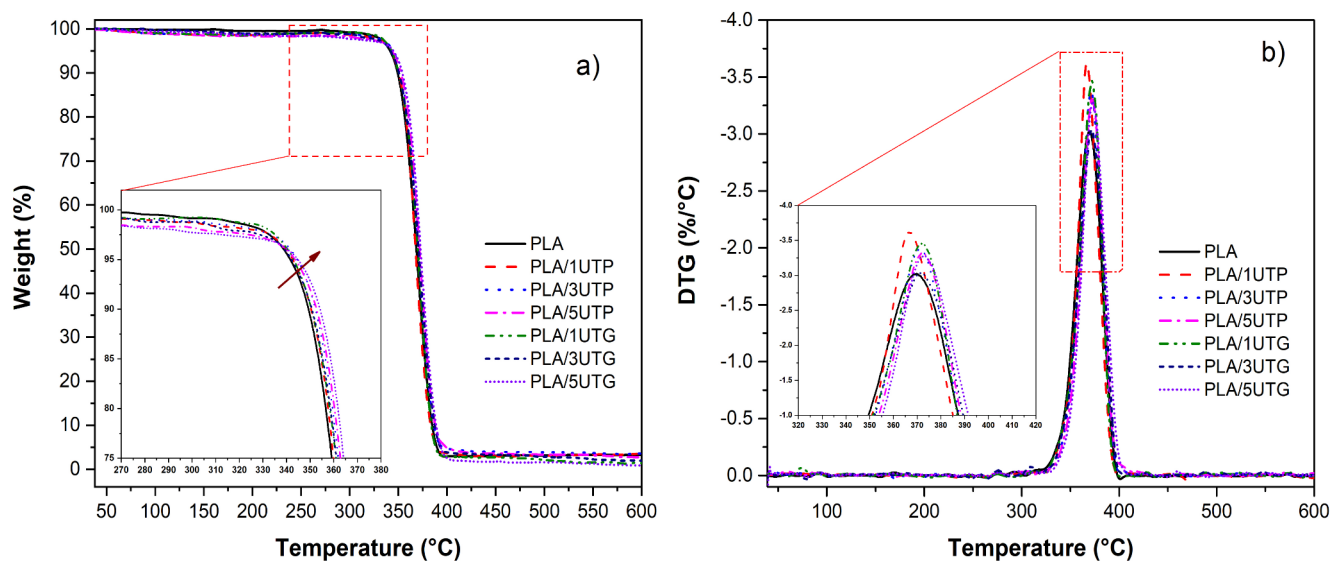 a)
Weight (%)
100
90
80
70
60
50
40
30
20
10
0
100
95
90
85
80
75
270 280 290 300 310 320 330 340 350 360 370 380
PLA
PLA/1UTP
PLA/3UTP
PLA/5UTP
PLA/1UTG
PLA/3UTG
PLA/5UTG
50 100 150 200 250 300 350 400 450 500 550 600
Temperature (°C)
b)
DTG (%/°C)
-4.0
-3.5
-3.0
-2.5
-2.0
-1.5
-1.0
-0.5
0.0
-4.0
-3.5
-3.0
-2.5
-2.0
-1.5
-1.0
320 330 340 350 360 370 380 390 400 410 420
PLA
PLA/1UTP
PLA/3UTP
PLA/5UTP
PLA/1UTG
PLA/3UTG
PLA/5UTG
100 200 300 400 500 600
Temperature (°C)